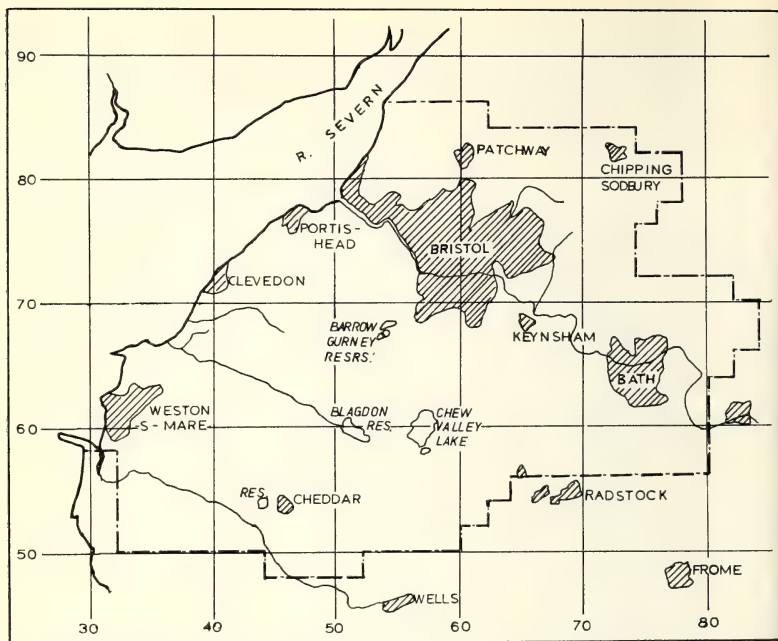 90
R. SEVERN
PATCHWAY
CHIPPING
SODBURY
80
PORTIS-
HEAD
BRISTOL
CLEVEDON
70
BARROW
GURNEY
RESRS.'
KEYNSHAM
BATH
WESTON
S-MARE
BLAGDON
RES.
CHEW
VALLEY
LAKE
60
RES.
CHEDDAR
RADSTOCK
50
FROME
WELLS
30
40
50
60
70
80